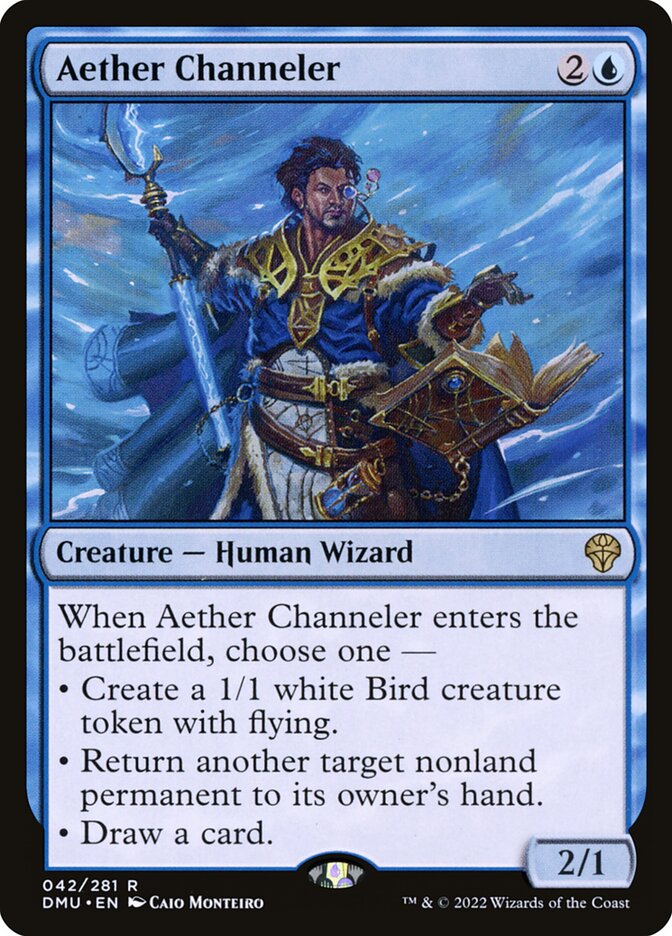 Aether Channeler 2
Creature — Human Wizard
When Aether Channeler enters the
battlefield, choose one —
• Create a 1/1 white Bird creature
token with flying.
• Return another target nonland
permanent to its owner's hand.
• Draw a card.
2/1
042/281 R
DMU • EN Caio Monteiro
™ & © 2022 Wizards of the Coast